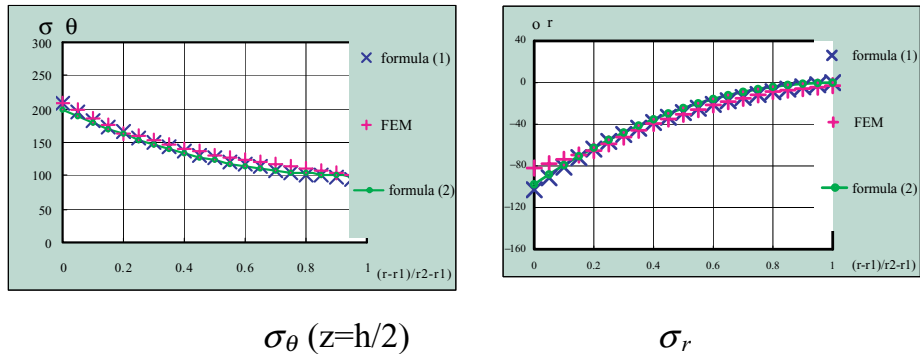 σ θ
300
250
200
150
100
50
0
0 0.2 0.4 0.6 0.8 1
(r-r1)/r2-r1)
formula (1)
FEM
formula (2)
σ r
40
0
-40
-80
-120
-160
0 0.2 0.4 0.6 0.8 1
(r-r1)/r2-r1)
formula (1)
FEM
formula (2)
σθ (z=h/2)
σr